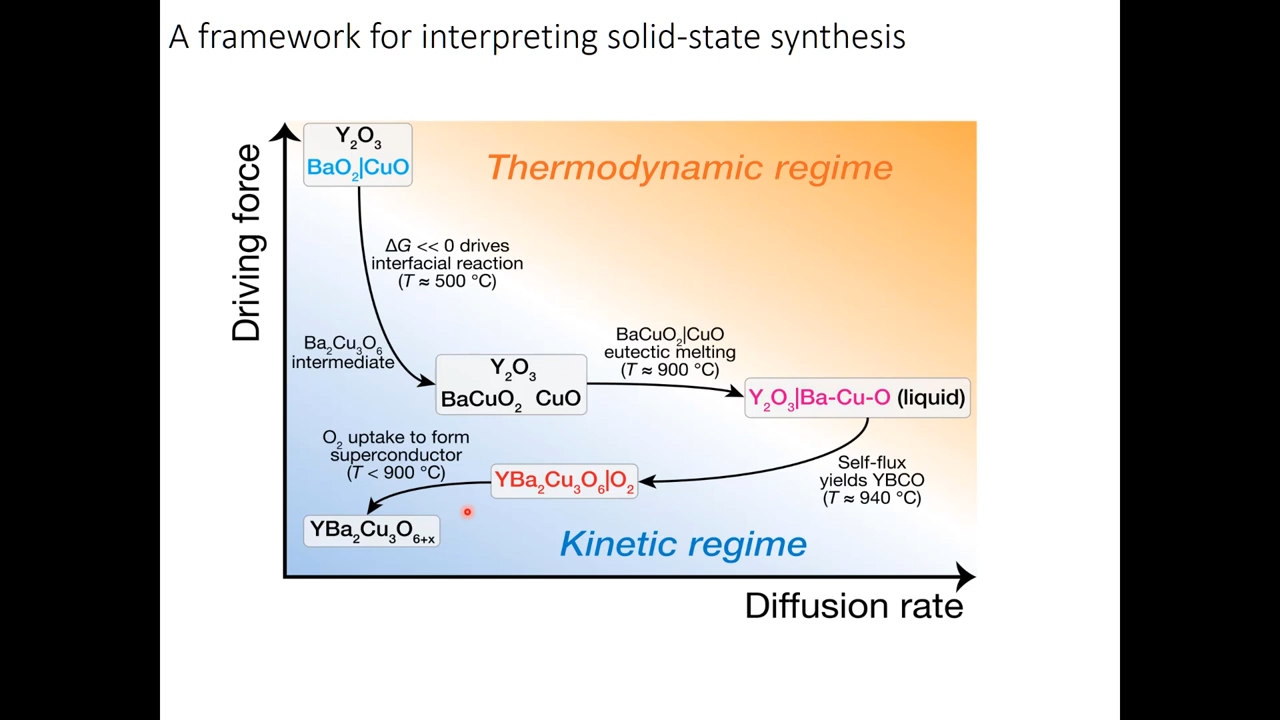 A framework for interpreting solid-state synthesis
Driving force
Y₂O₃
BaO₂|CuO
Thermodynamic regime
ΔG << 0 drives
interfacial reaction
(T ≈ 500 °C)
Ba₂Cu₃O₆
intermediate
Y₂O₃
BaCuO₂ CuO
BaCuO₂|CuO
eutectic melting
(T ≈ 900 °C)
Y₂O₃|Ba-Cu-O (liquid)
Self-flux
yields YBCO
(T ≈ 940 °C)
YBa₂Cu₃O₆|O₂
O₂ uptake to form
superconductor
(T < 900 °C)
YBa₂Cu₃O₆₊ₓ
Kinetic regime
Diffusion rate